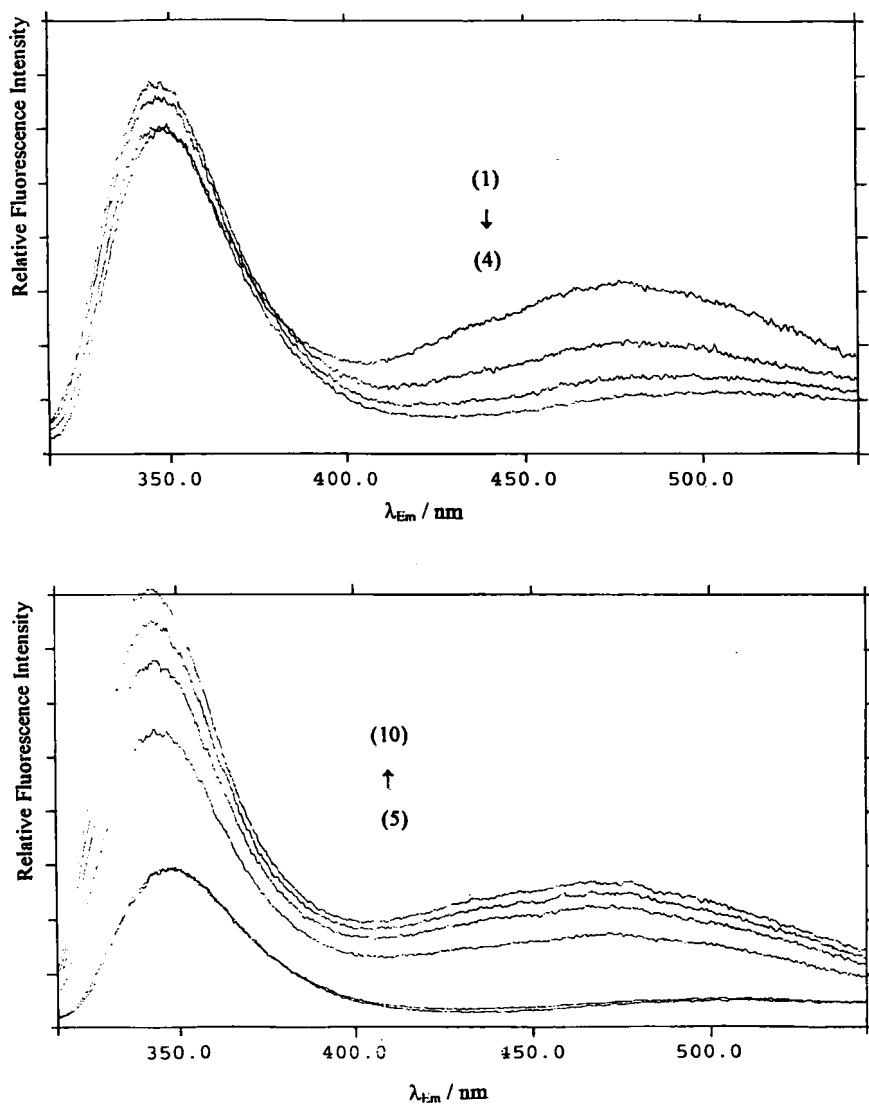 Relative Fluorescence Intensity
(1)
↓
(4)
350.0 400.0 450.0 500.0
λEm / nm
Relative Fluorescence Intensity
(10)
↑
(5)
350.0 400.0 450.0 500.0
λEm / nm